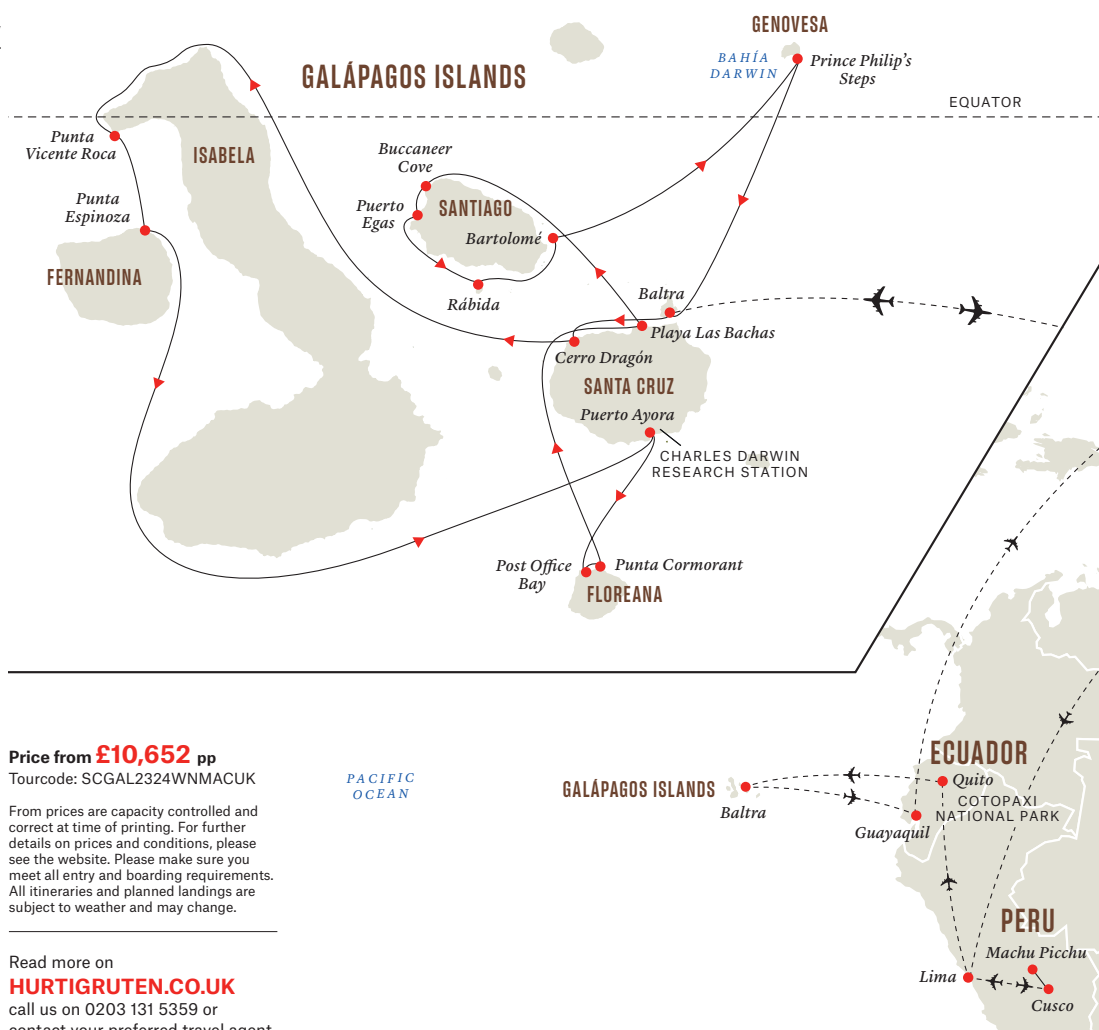 GENOVESA
BAHÍA
DARWIN
Prince Philip's
Steps
GALÁPAGOS ISLANDS
EQUATOR
Punta
Vicente Roca
ISABELA
Buccaneer
Cove
Punta
Espinoza
Puerto
Egas
SANTIAGO
Bartolomé
FERNANDINA
Rábida
Baltra
Playa Las Bachas
Cerro Dragón
SANTA CRUZ
Puerto Ayora
CHARLES DARWIN
RESEARCH STATION
Post Office
Bay
Punta Cormorant
FLOREANA
Price from £10,652 pp
Tourcode: SCGAL2324WNMACUK
From prices are capacity controlled and
correct at time of printing. For further
details on prices and conditions, please
see the website. Please make sure you
meet all entry and boarding requirements.
All itineraries and planned landings are
subject to weather and may change.
Read more on
HURTIGRUTEN.CO.UK
call us on 0203 131 5359 or
contact your preferred travel agent
PACIFIC
OCEAN
GALÁPAGOS ISLANDS
Baltra
ECUADOR
Quito
COTOPAXI
NATIONAL PARK
Guayaquil
PERU
Machu Picchu
Lima
Cusco